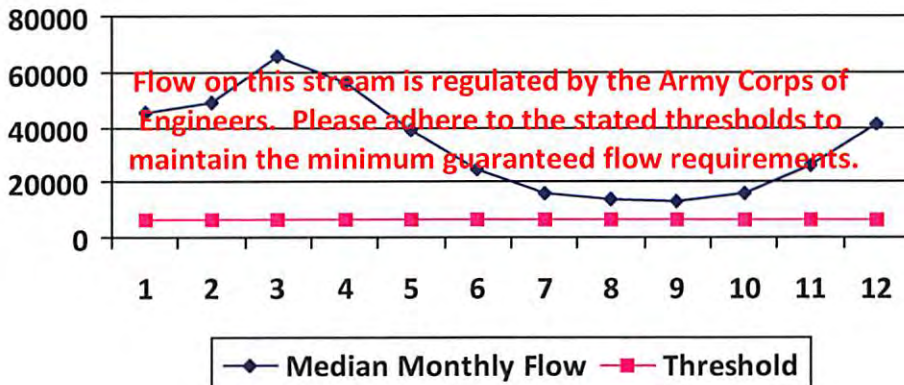 80000
60000
40000
20000
0
Flow on this stream is regulated by the Army Corps of
Engineers. Please adhere to the stated thresholds to
maintain the minimum guaranteed flow requirements.
1 2 3 4 5 6 7 8 9 10 11 12
Median Monthly Flow Threshold